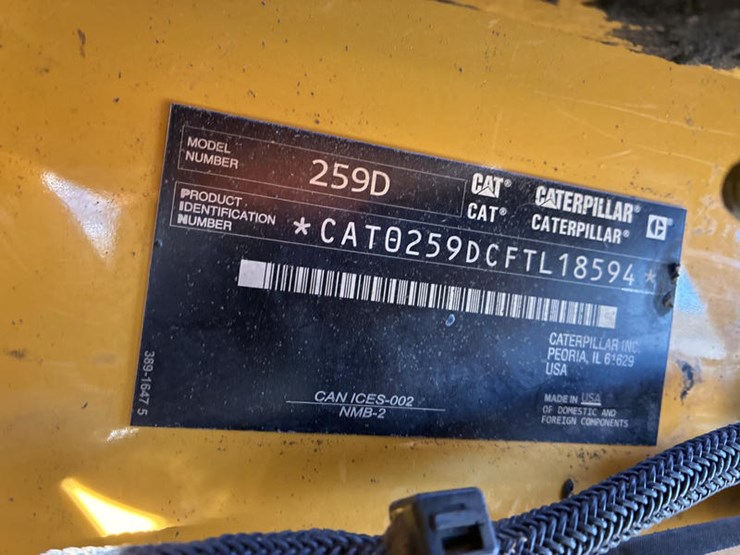 MODEL NUMBER
259D
CAT® CATERPILLAR®
CAT® CATERPILLAR®
PRODUCT IDENTIFICATION NUMBER
*CAT0259DCFTL18594*
CATERPILLAR INC.
PEORIA, IL 61629
USA
389-1647 5
CAN ICES-002
NMB-2
MADE IN USA
OF DOMESTIC AND
FOREIGN COMPONENTS